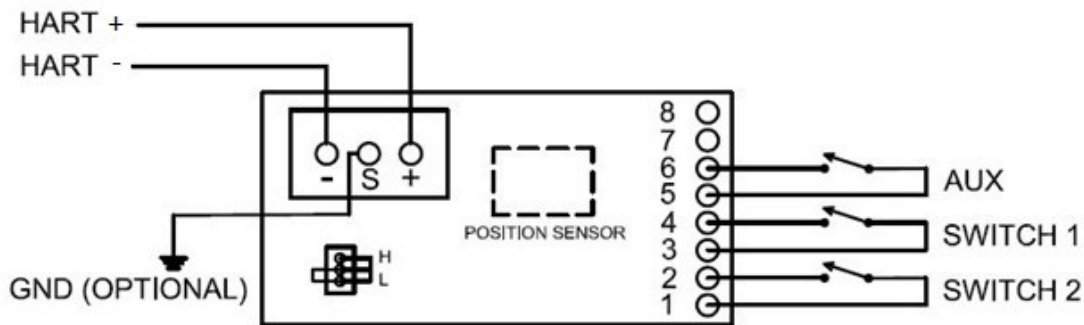 HART +
HART -
- S +
POSITION SENSOR
H
L
GND (OPTIONAL)
8
7
6
5
4
3
2
1
AUX
SWITCH 1
SWITCH 2